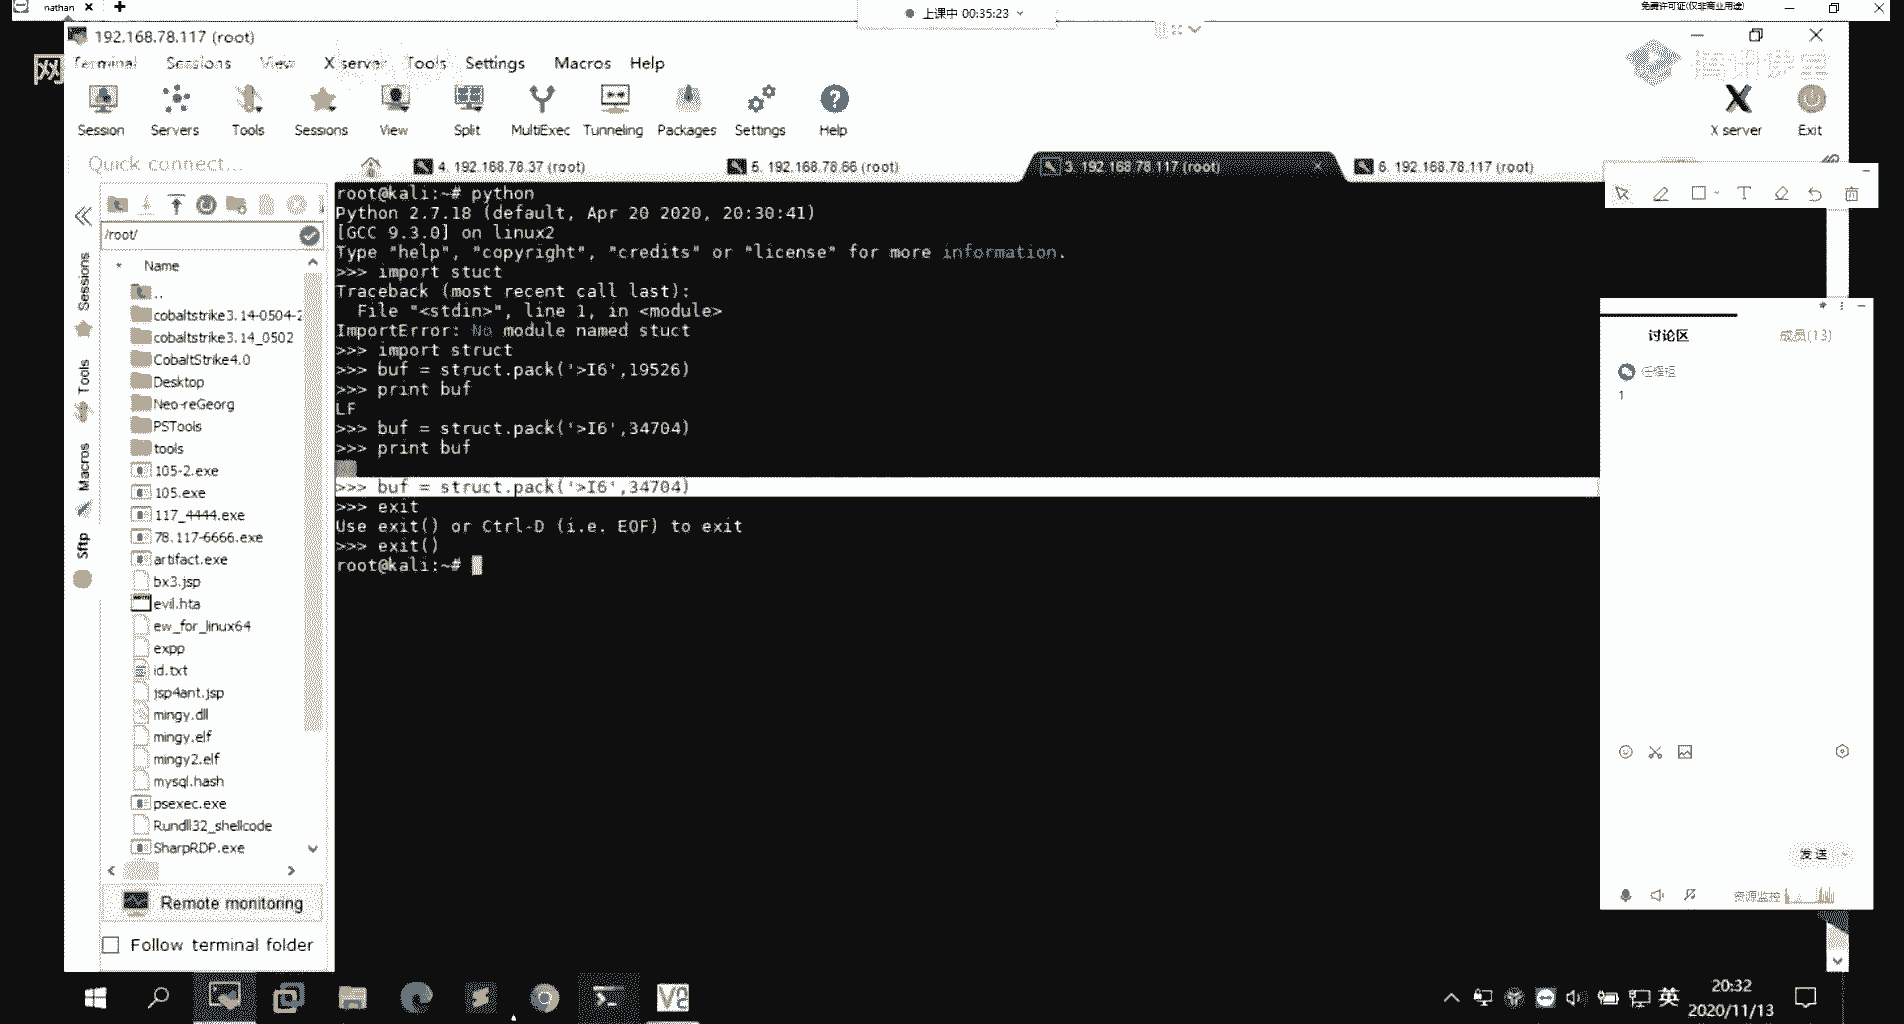 nathan
上课中 00:35:23
免费许可证(仅非商业用途)
192.168.78.117 (root)
网
Terminal Sessions View X server Tools Settings Macros Help
Session Servers Tools Sessions View Split MultiExec Tunneling Packages Settings Help
X server Exit
Quick connect...
4. 192.168.78.37 (root)
5. 192.168.78.66 (root)
3. 192.168.78.117 (root)
6. 192.168.78.117 (root)
/root/
Name
..
cobaltstrike3.14-0504-2
cobaltstrike3.14_0502
CobaltStrike4.0
Desktop
Neo-reGeorg
PSTools
tools
105-2.exe
105.exe
117_4444.exe
78.117-6666.exe
artifact.exe
bx3.jsp
evil.hta
ew_for_linux64
expp
id.txt
jsp4ant.jsp
mingy.dll
mingy.elf
mingy2.elf
mysql.hash
psexec.exe
Rundll32_shellcode
SharpRDP.exe
Remote monitoring
Follow terminal folder
Sessions
Tools
Macros
Sftp
root@kali:~# python
Python 2.7.18 (default, Apr 20 2020, 20:30:41)
[GCC 9.3.0] on linux2
Type "help", "copyright", "credits" or "license" for more information.
>>> import stuct
Traceback (most recent call last):
  File "<stdin>", line 1, in <module>
ImportError: No module named stuct
>>> import struct
>>> buf = struct.pack('>I6',19526)
>>> print buf
LF
>>> buf = struct.pack('>I6',34704)
>>> print buf
>>> buf = struct.pack('>I6',34704)
>>> exit
Use exit() or Ctrl-D (i.e. EOF) to exit
>>> exit()
root@kali:~#
讨论区
成员(13)
1
发送
资源监控
英
20:32
2020/11/13